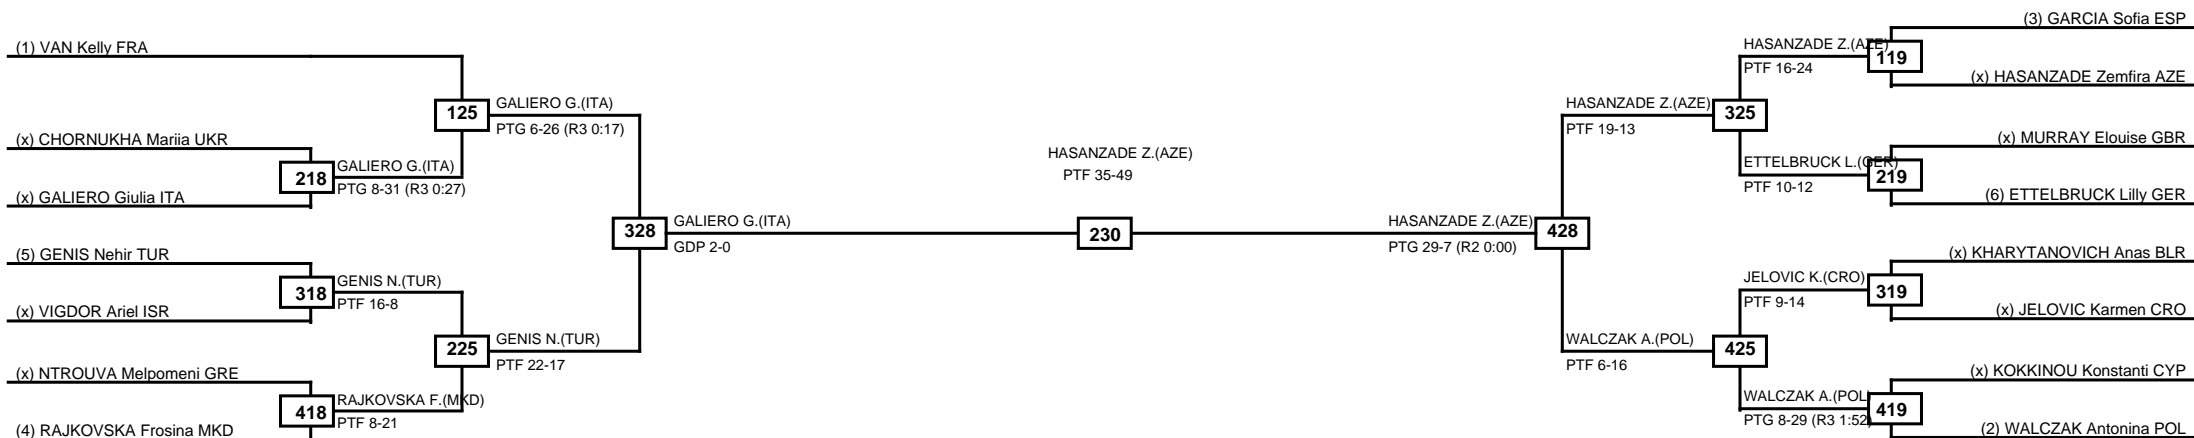 (3) GARCIA Sofia ESP
(1) VAN Kelly FRA
HASANZADE Z.(AZE)
119
PTF 16-24
(x) HASANZADE Zemfira AZE
125
GALIERO G.(ITA)
PTG 6-26 (R3 0:17)
HASANZADE Z.(AZE)
325
PTF 19-13
(x) CHORNUKHA Mariia UKR
(x) MURRAY Elouise GBR
HASANZADE Z.(AZE)
PTF 35-49
218
GALIERO G.(ITA)
PTG 8-31 (R3 0:27)
ETTELBRUCK L.(GER)
219
PTF 10-12
(x) GALIERO Giulia ITA
(6) ETTELBRUCK Lilly GER
328
GALIERO G.(ITA)
GDP 2-0
230
HASANZADE Z.(AZE)
PTG 29-7 (R2 0:00)
428
(5) GENIS Nehir TUR
(x) KHARYTANOVICH Anas BLR
318
GENIS N.(TUR)
PTF 16-8
JELOVIC K.(CRO)
319
PTF 9-14
(x) VIGDOR Ariel ISR
(x) JELOVIC Karmen CRO
225
GENIS N.(TUR)
PTF 22-17
WALCZAK A.(POL)
425
PTF 6-16
(x) NTROUVA Melpomeni GRE
(x) KOKKINOU Konstanti CYP
418
RAJKOVSKA F.(MKD)
PTF 8-21
WALCZAK A.(POL)
419
PTG 8-29 (R3 1:52)
(4) RAJKOVSKA Frosina MKD
(2) WALCZAK Antonina POL